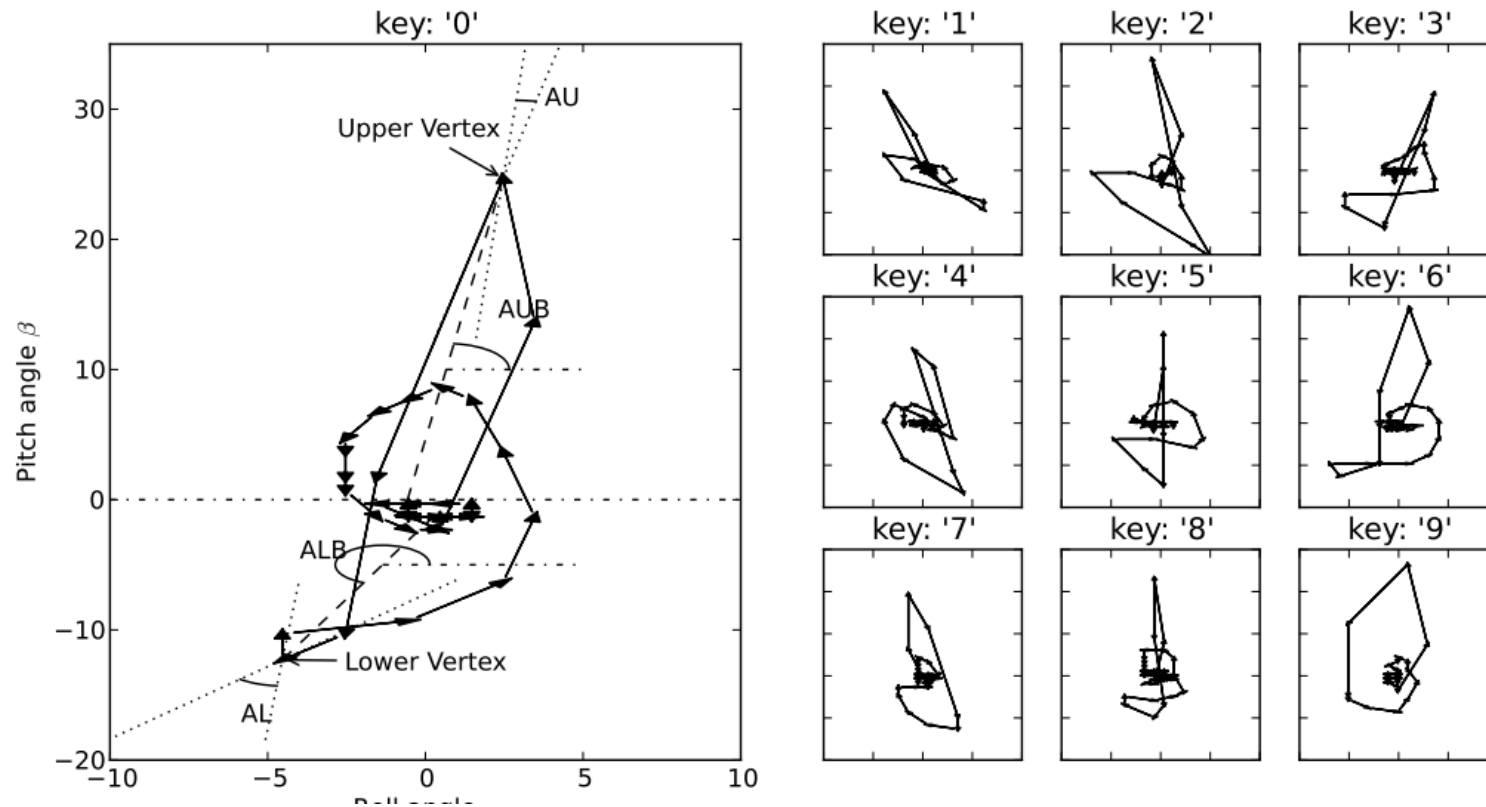 key: '0'
key: '1'
key: '2'
key: '3'
30
AU
Upper Vertex
20
key: '4'
key: '5'
key: '6'
AUB
Pitch angle β
10
0
key: '7'
key: '8'
key: '9'
ALB
−10
Lower Vertex
AL
−20
−10
−5
0
5
10
Roll angle